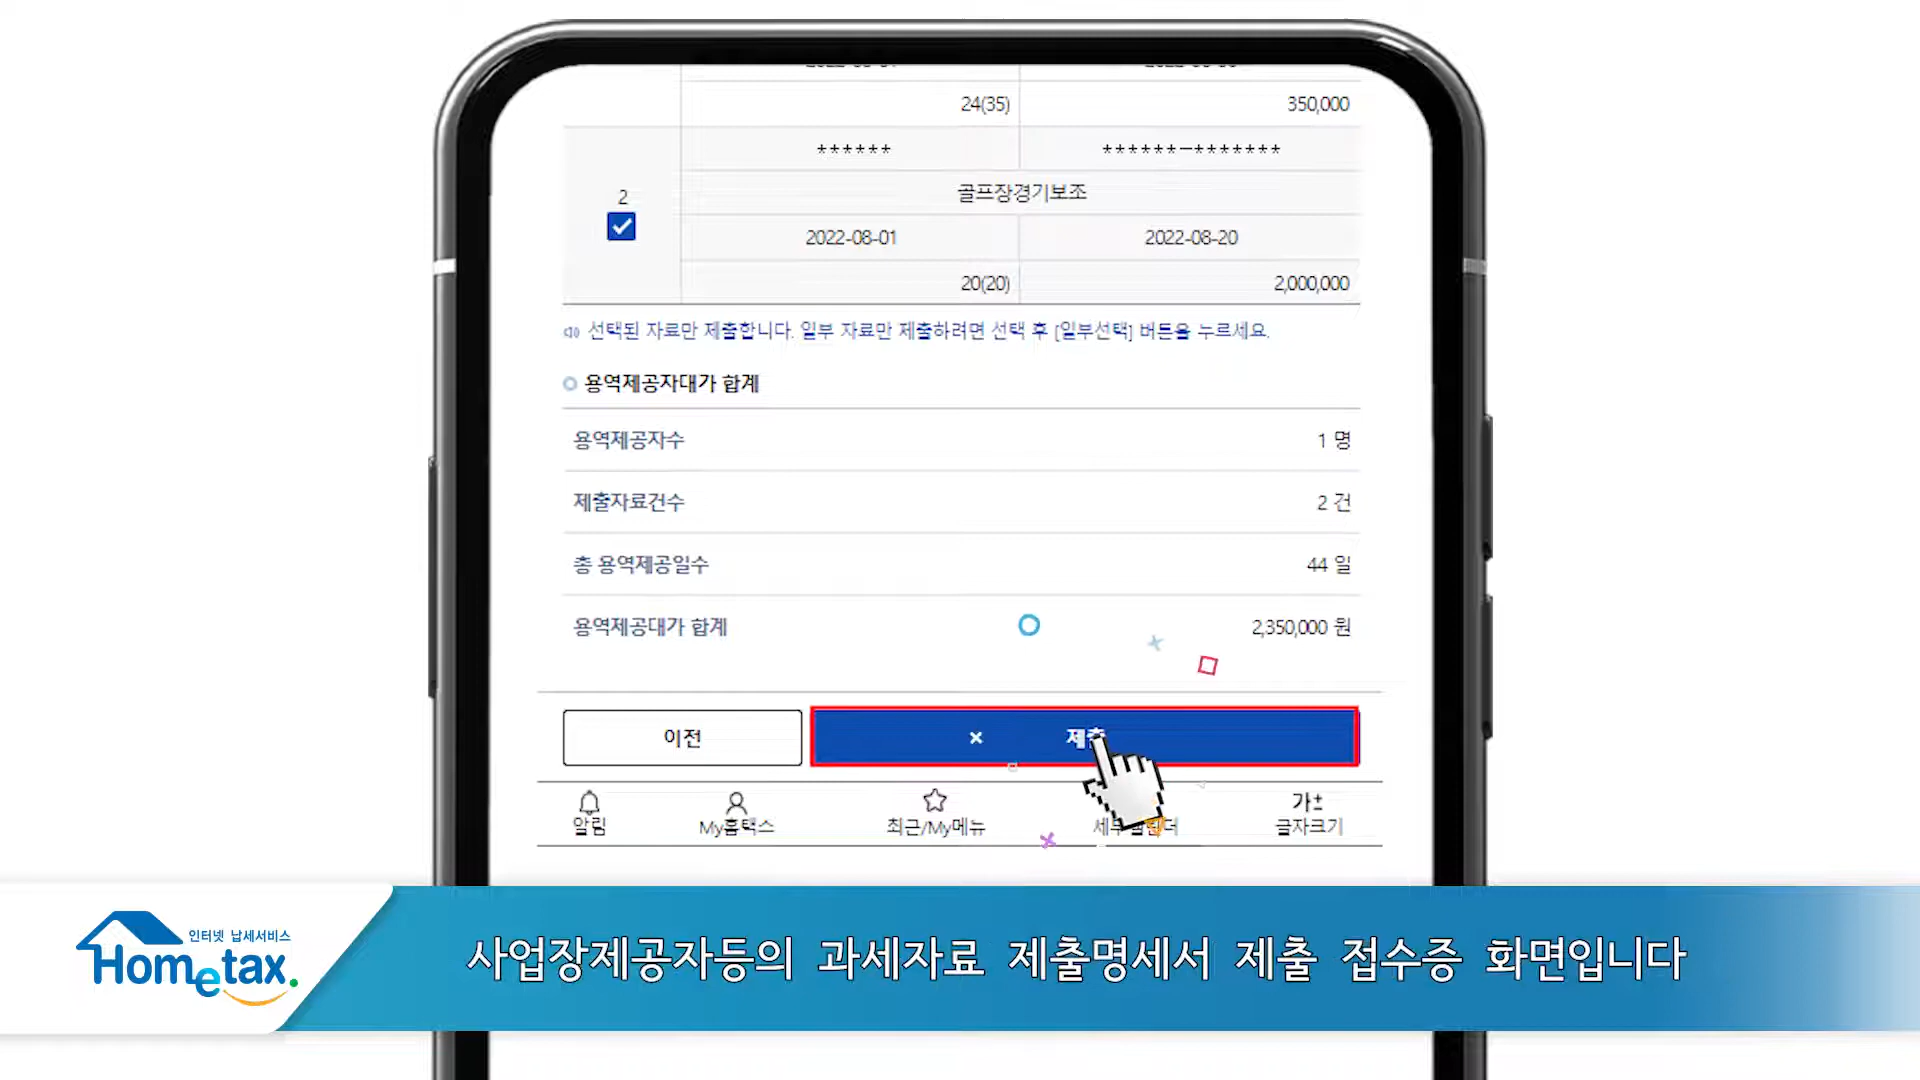 24(35) 350,000
****** ******-*******
2 골프장경기보조
2022-08-01 2022-08-20
20(20) 2,000,000
선택된 자료만 제출합니다. 일부 자료만 제출하려면 선택 후 [일부선택] 버튼을 누르세요.
용역제공자대가 합계
용역제공자수 1 명
제출자료건수 2 건
총 용역제공일수 44 일
용역제공대가 합계 2,350,000 원
이전 제출
알림 My홈택스 최근/My메뉴 가± 글자크기
인터넷 납세서비스
Hometax.
사업장제공자등의 과세자료 제출명세서 제출 접수증 화면입니다